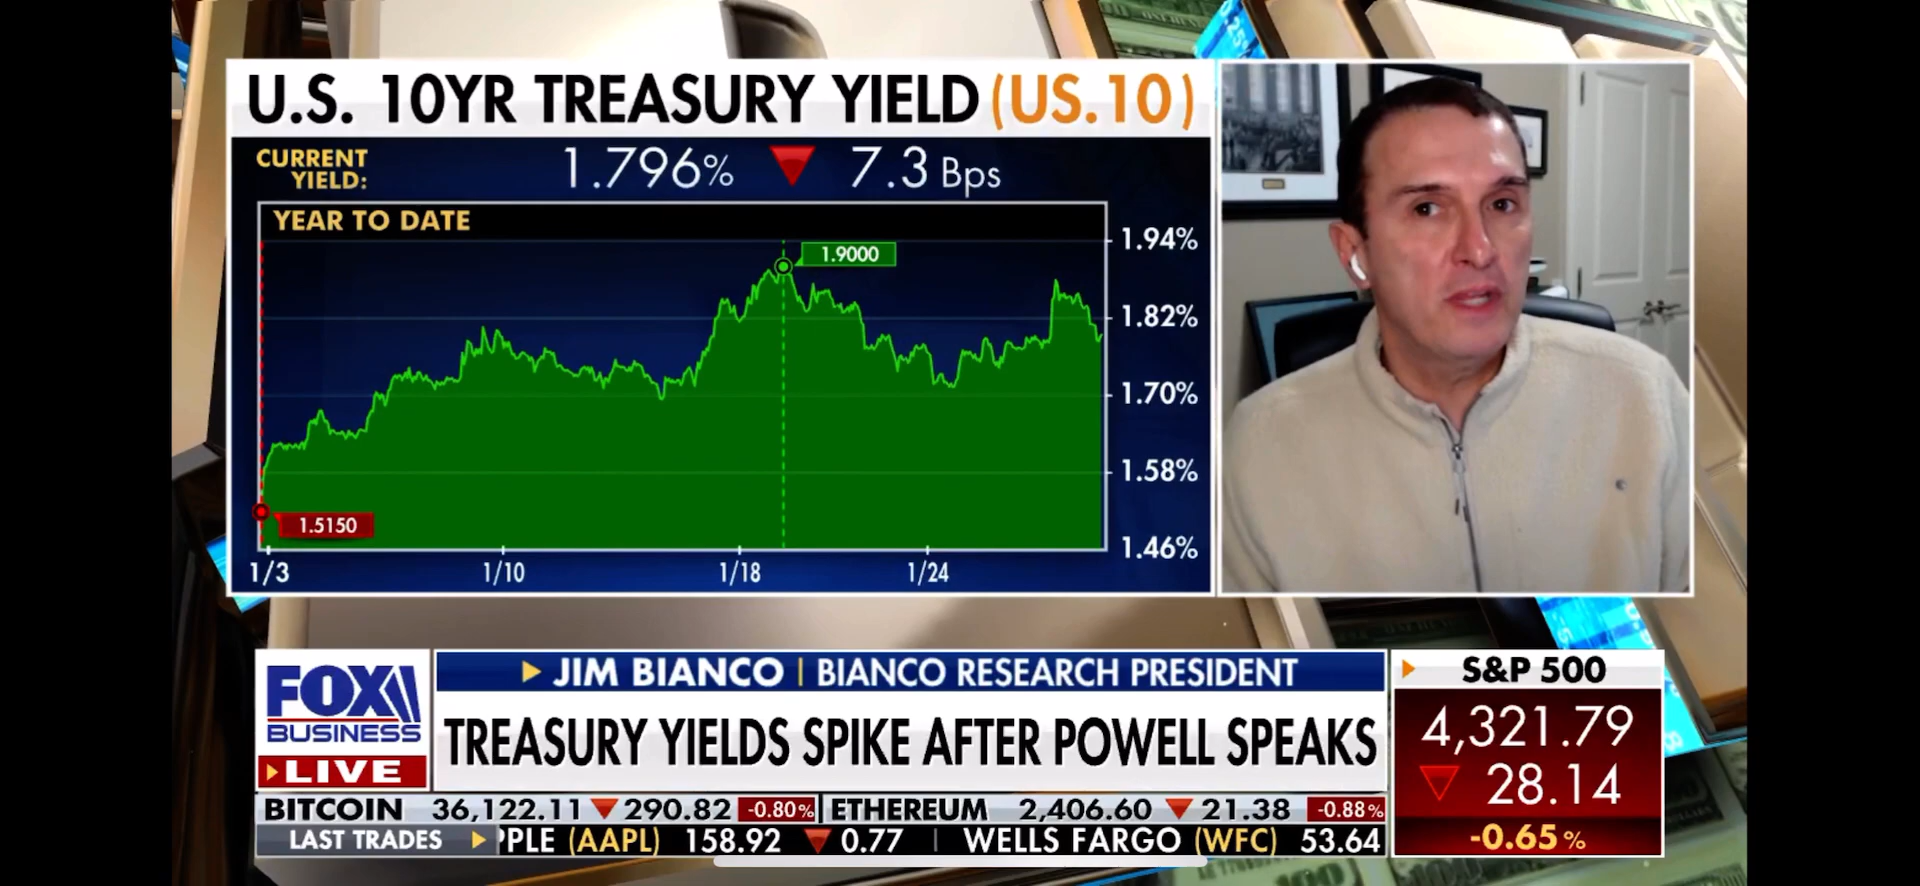 U.S. 10YR TREASURY YIELD (US.10)
CURRENT YIELD:
1.796% ▼ 7.3 Bps
YEAR TO DATE
1.9000
1.5150
1.94%
1.82%
1.70%
1.58%
1.46%
1/3 1/10 1/18 1/24
FOX BUSINESS
LIVE
JIM BIANCO | BIANCO RESEARCH PRESIDENT
TREASURY YIELDS SPIKE AFTER POWELL SPEAKS
BITCOIN 36,122.11 ▼ 290.82 -0.80% ETHEREUM 2,406.60 ▼ 21.38 -0.88%
LAST TRADES PPLE (AAPL) 158.92 ▼ 0.77 | WELLS FARGO (WFC) 53.64
S&P 500
4,321.79
▼ 28.14
-0.65%